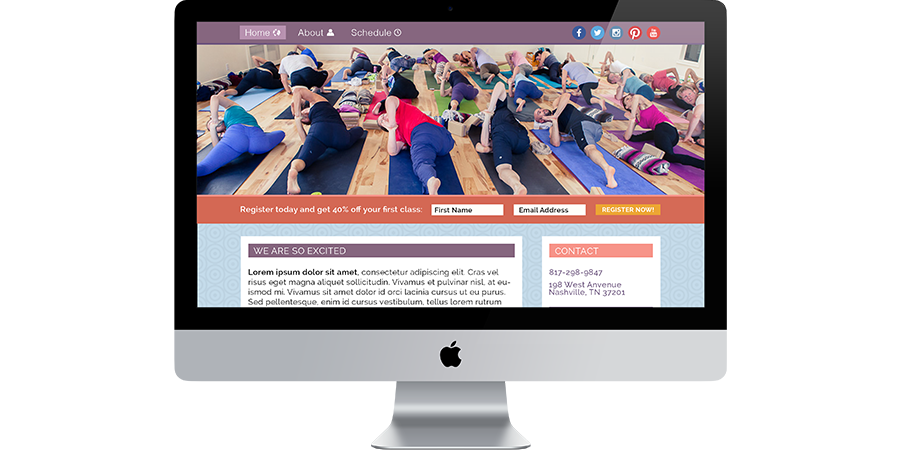 Home About Schedule
Register today and get 40% off your first class: First Name Email Address REGISTER NOW!
WE ARE SO EXCITED
Lorem ipsum dolor sit amet, consectetur adipiscing elit. Cras vel
risus eget magna aliquet sollicitudin. Vivamus et pulvinar nisl, at eu-
ismod mi. Vivamus sit amet dolor id orci lacinia cursus ut eu purus.
Sed pellentesque, enim id cursus vestibulum, tellus lorem rutrum
CONTACT
817-298-9847
198 West Anvenue
Nashville, TN 37201